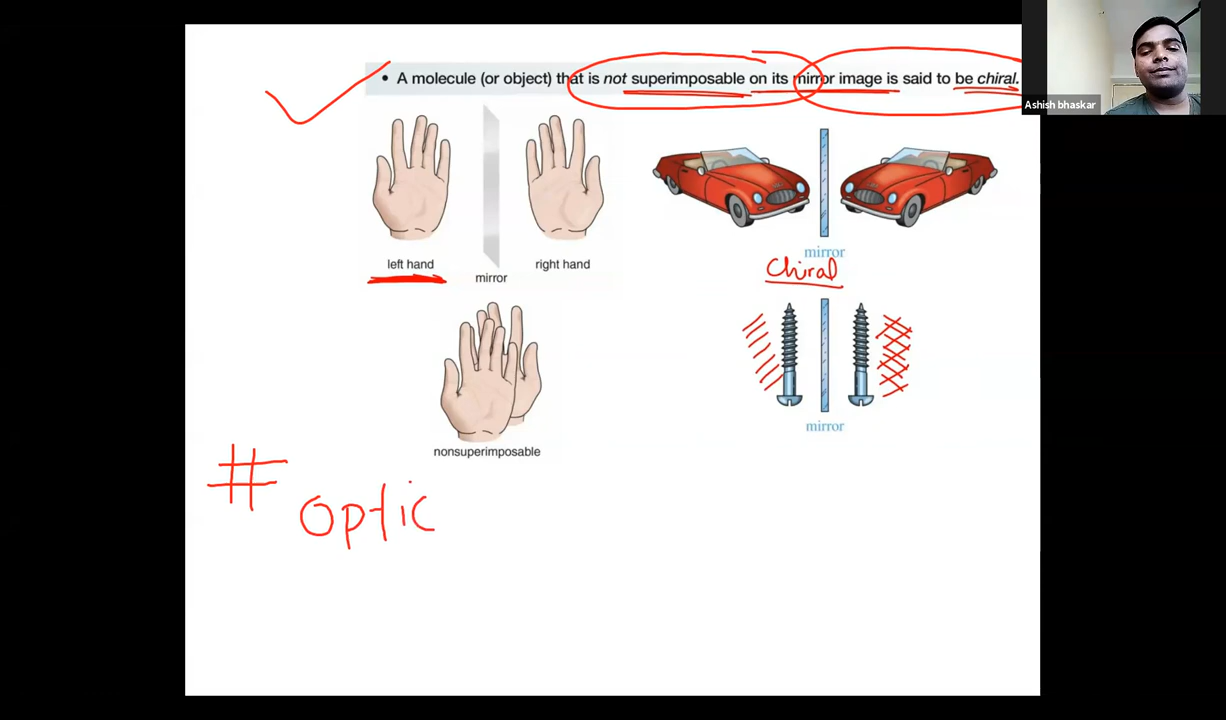 • A molecule (or object) that is not superimposable on its mirror image is said to be chiral.
Ashish bhaskar
left hand
mirror
right hand
mirror
Chiral
nonsuperimposable
mirror
# optic